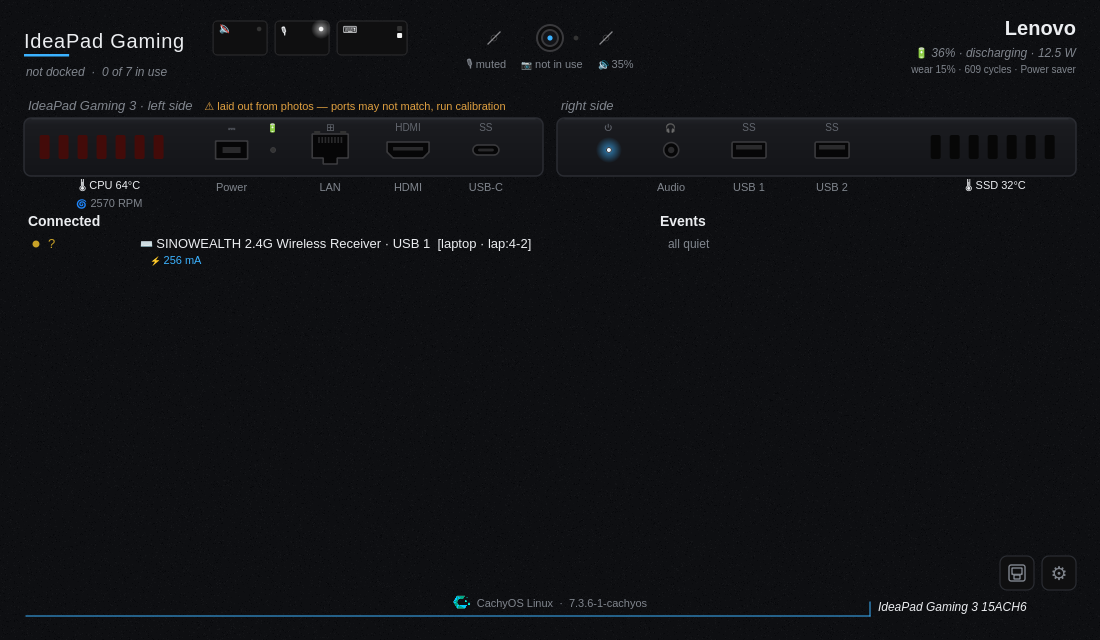 IdeaPad Gaming
not docked · 0 of 7 in use
muted
not in use
35%
Lenovo
36% · discharging · 12.5 W
wear 15% · 609 cycles · Power saver
IdeaPad Gaming 3 · left side
⚠ laid out from photos — ports may not match, run calibration
right side
HDMI
SS
SS
SS
CPU 64°C
2570 RPM
Power
LAN
HDMI
USB-C
Audio
USB 1
USB 2
SSD 32°C
Connected
Events
? SINOWEALTH 2.4G Wireless Receiver · USB 1 [laptop · lap:4-2]
all quiet
256 mA
CachyOS Linux · 7.3.6-1-cachyos
IdeaPad Gaming 3 15ACH6